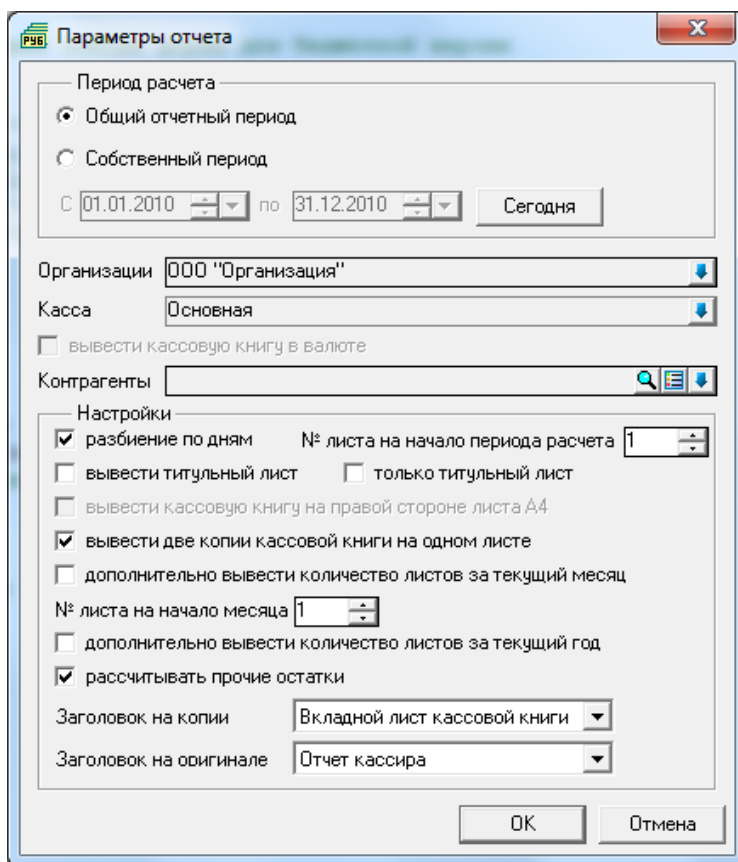 РУБ Параметры отчета
Период расчета
Общий отчетный период
Собственный период
С 01.01.2010 по 31.12.2010 Сегодня
Организации ООО "Организация"
Касса Основная
вывести кассовую книгу в валюте
Контрагенты
Настройки
разбиение по дням № листа на начало периода расчета 1
вывести титульный лист только титульный лист
вывести кассовую книгу на правой стороне листа А4
вывести две копии кассовой книги на одном листе
дополнительно вывести количество листов за текущий месяц
№ листа на начало месяца 1
дополнительно вывести количество листов за текущий год
рассчитывать прочие остатки
Заголовок на копии Вкладной лист кассовой книги
Заголовок на оригинале Отчет кассира
ОК Отмена